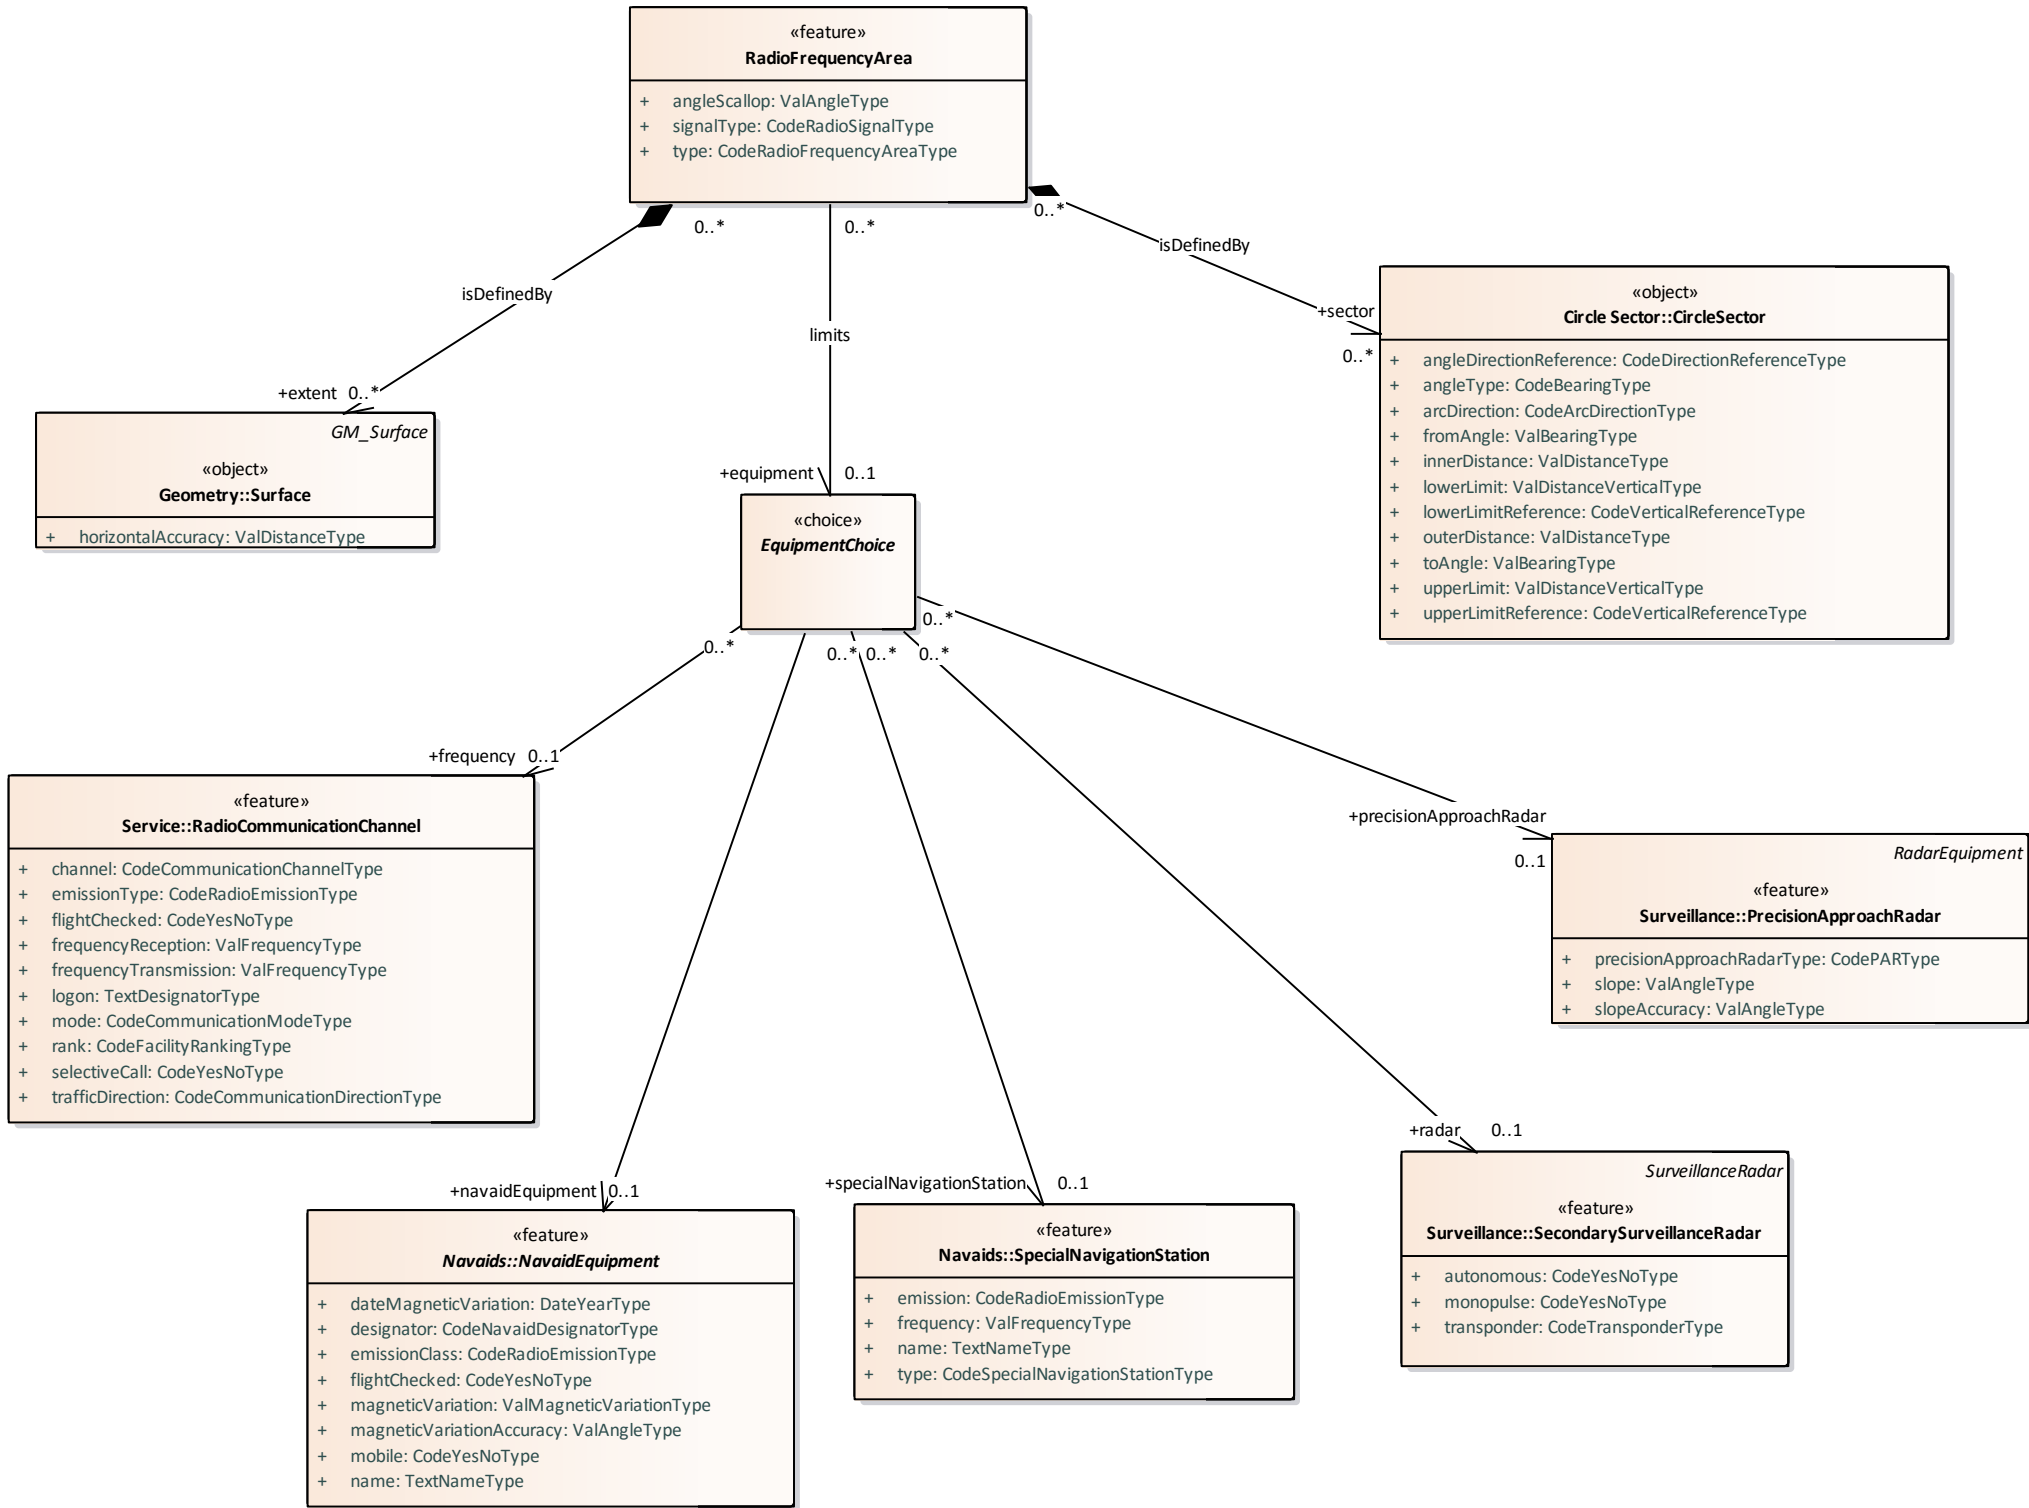 «feature»
RadioFrequencyArea
+ angleScallop: ValAngleType
+ signalType: CodeRadioSignalType
+ type: CodeRadioFrequencyAreaType
0..*
0..*
0..*
isDefinedBy
isDefinedBy
limits
+extent 0..*
+sector
0..*
+equipment 0..1
GM_Surface
«object»
Geometry::Surface
+ horizontalAccuracy: ValDistanceType
«object»
Circle Sector::CircleSector
+ angleDirectionReference: CodeDirectionReferenceType
+ angleType: CodeBearingType
+ arcDirection: CodeArcDirectionType
+ fromAngle: ValBearingType
+ innerDistance: ValDistanceType
+ lowerLimit: ValDistanceVerticalType
+ lowerLimitReference: CodeVerticalReferenceType
+ outerDistance: ValDistanceType
+ toAngle: ValBearingType
+ upperLimit: ValDistanceVerticalType
+ upperLimitReference: CodeVerticalReferenceType
«choice»
EquipmentChoice
0..*
0..*
0..*
0..*
0..*
+frequency 0..1
«feature»
Service::RadioCommunicationChannel
+ channel: CodeCommunicationChannelType
+ emissionType: CodeRadioEmissionType
+ flightChecked: CodeYesNoType
+ frequencyReception: ValFrequencyType
+ frequencyTransmission: ValFrequencyType
+ logon: TextDesignatorType
+ mode: CodeCommunicationModeType
+ rank: CodeFacilityRankingType
+ selectiveCall: CodeYesNoType
+ trafficDirection: CodeCommunicationDirectionType
+precisionApproachRadar
0..1
RadarEquipment
«feature»
Surveillance::PrecisionApproachRadar
+ precisionApproachRadarType: CodePARType
+ slope: ValAngleType
+ slopeAccuracy: ValAngleType
+navaidEquipment 0..1
«feature»
Navaids::NavaidEquipment
+ dateMagneticVariation: DateYearType
+ designator: CodeNavaidDesignatorType
+ emissionClass: CodeRadioEmissionType
+ flightChecked: CodeYesNoType
+ magneticVariation: ValMagneticVariationType
+ magneticVariationAccuracy: ValAngleType
+ mobile: CodeYesNoType
+ name: TextNameType
+specialNavigationStation 0..1
«feature»
Navaids::SpecialNavigationStation
+ emission: CodeRadioEmissionType
+ frequency: ValFrequencyType
+ name: TextNameType
+ type: CodeSpecialNavigationStationType
+radar 0..1
SurveillanceRadar
«feature»
Surveillance::SecondarySurveillanceRadar
+ autonomous: CodeYesNoType
+ monopulse: CodeYesNoType
+ transponder: CodeTransponderType